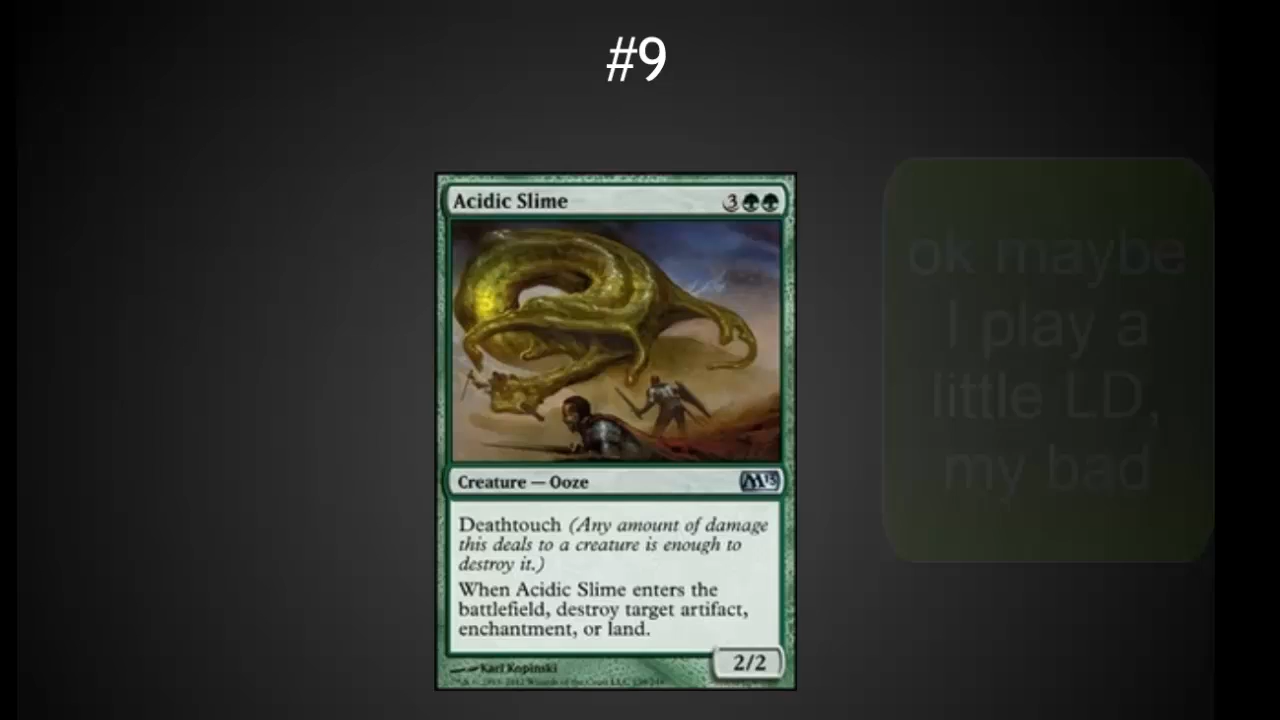 #9
Acidic Slime 3
ok maybe
I play a
little LD,
my bad
Creature — Ooze M13
Deathtouch (Any amount of damage
this deals to a creature is enough to
destroy it.)
When Acidic Slime enters the
battlefield, destroy target artifact,
enchantment, or land.
2/2
Karl Kopinski